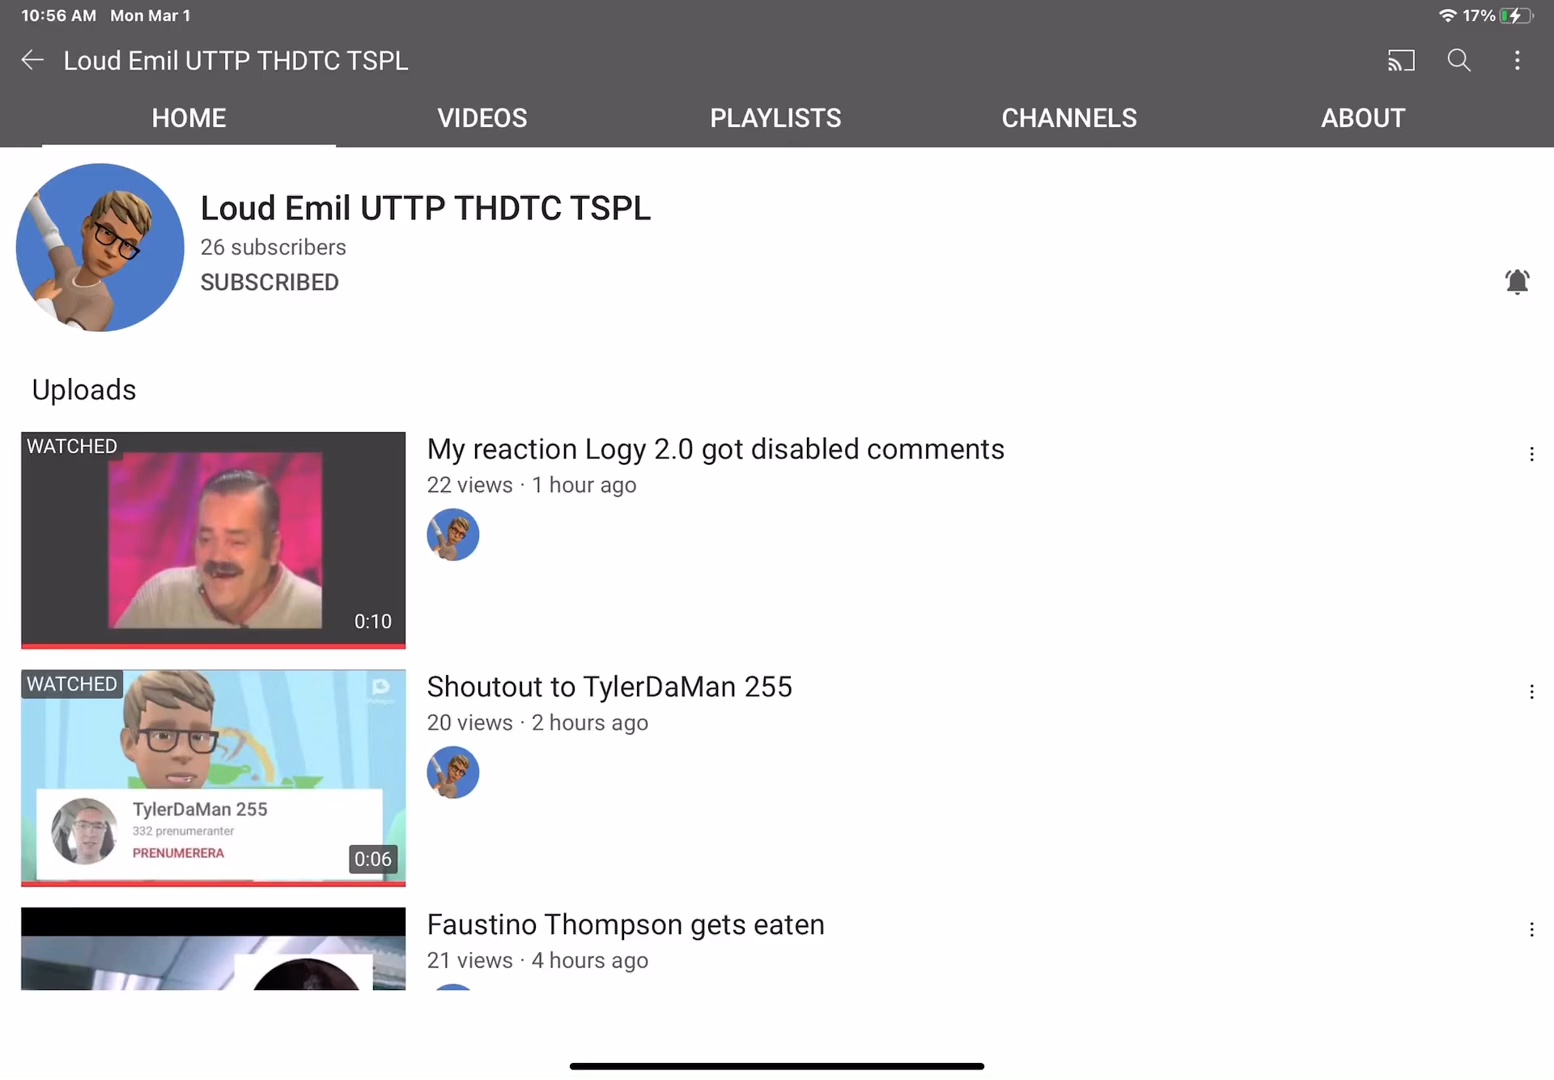 10:56 AM Mon Mar 1
17%
Loud Emil UTTP THDTC TSPL
HOME
VIDEOS
PLAYLISTS
CHANNELS
ABOUT
Loud Emil UTTP THDTC TSPL
26 subscribers
SUBSCRIBED
Uploads
WATCHED
0:10
My reaction Logy 2.0 got disabled comments
22 views · 1 hour ago
WATCHED
TylerDaMan 255
332 prenumeranter
PRENUMERERA
0:06
Shoutout to TylerDaMan 255
20 views · 2 hours ago
Faustino Thompson gets eaten
21 views · 4 hours ago